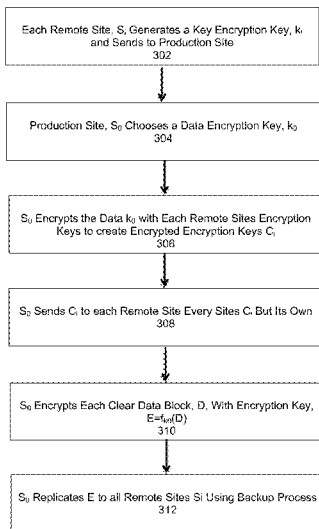 Each Remote Site, Sᵢ Generates a Key Encryption Key, kᵢ
and Sends to Production Site
302
Production Site, S₀ Chooses a Data Encryption Key, k₀
304
S₀ Encrypts the Data k₀ with Each Remote Sites Encryption
Keys to create Encrypted Encryption Keys Cᵢ
306
S₀ Sends Cᵢ to each Remote Site Every Sites Cᵢ But Its Own
308
S₀ Encrypts Each Clear Data Block, D, With Encryption Key,
E=fₖ₀(D)
310
S₀ Replicates E to all Remote Sites Si Using Backup Process
312